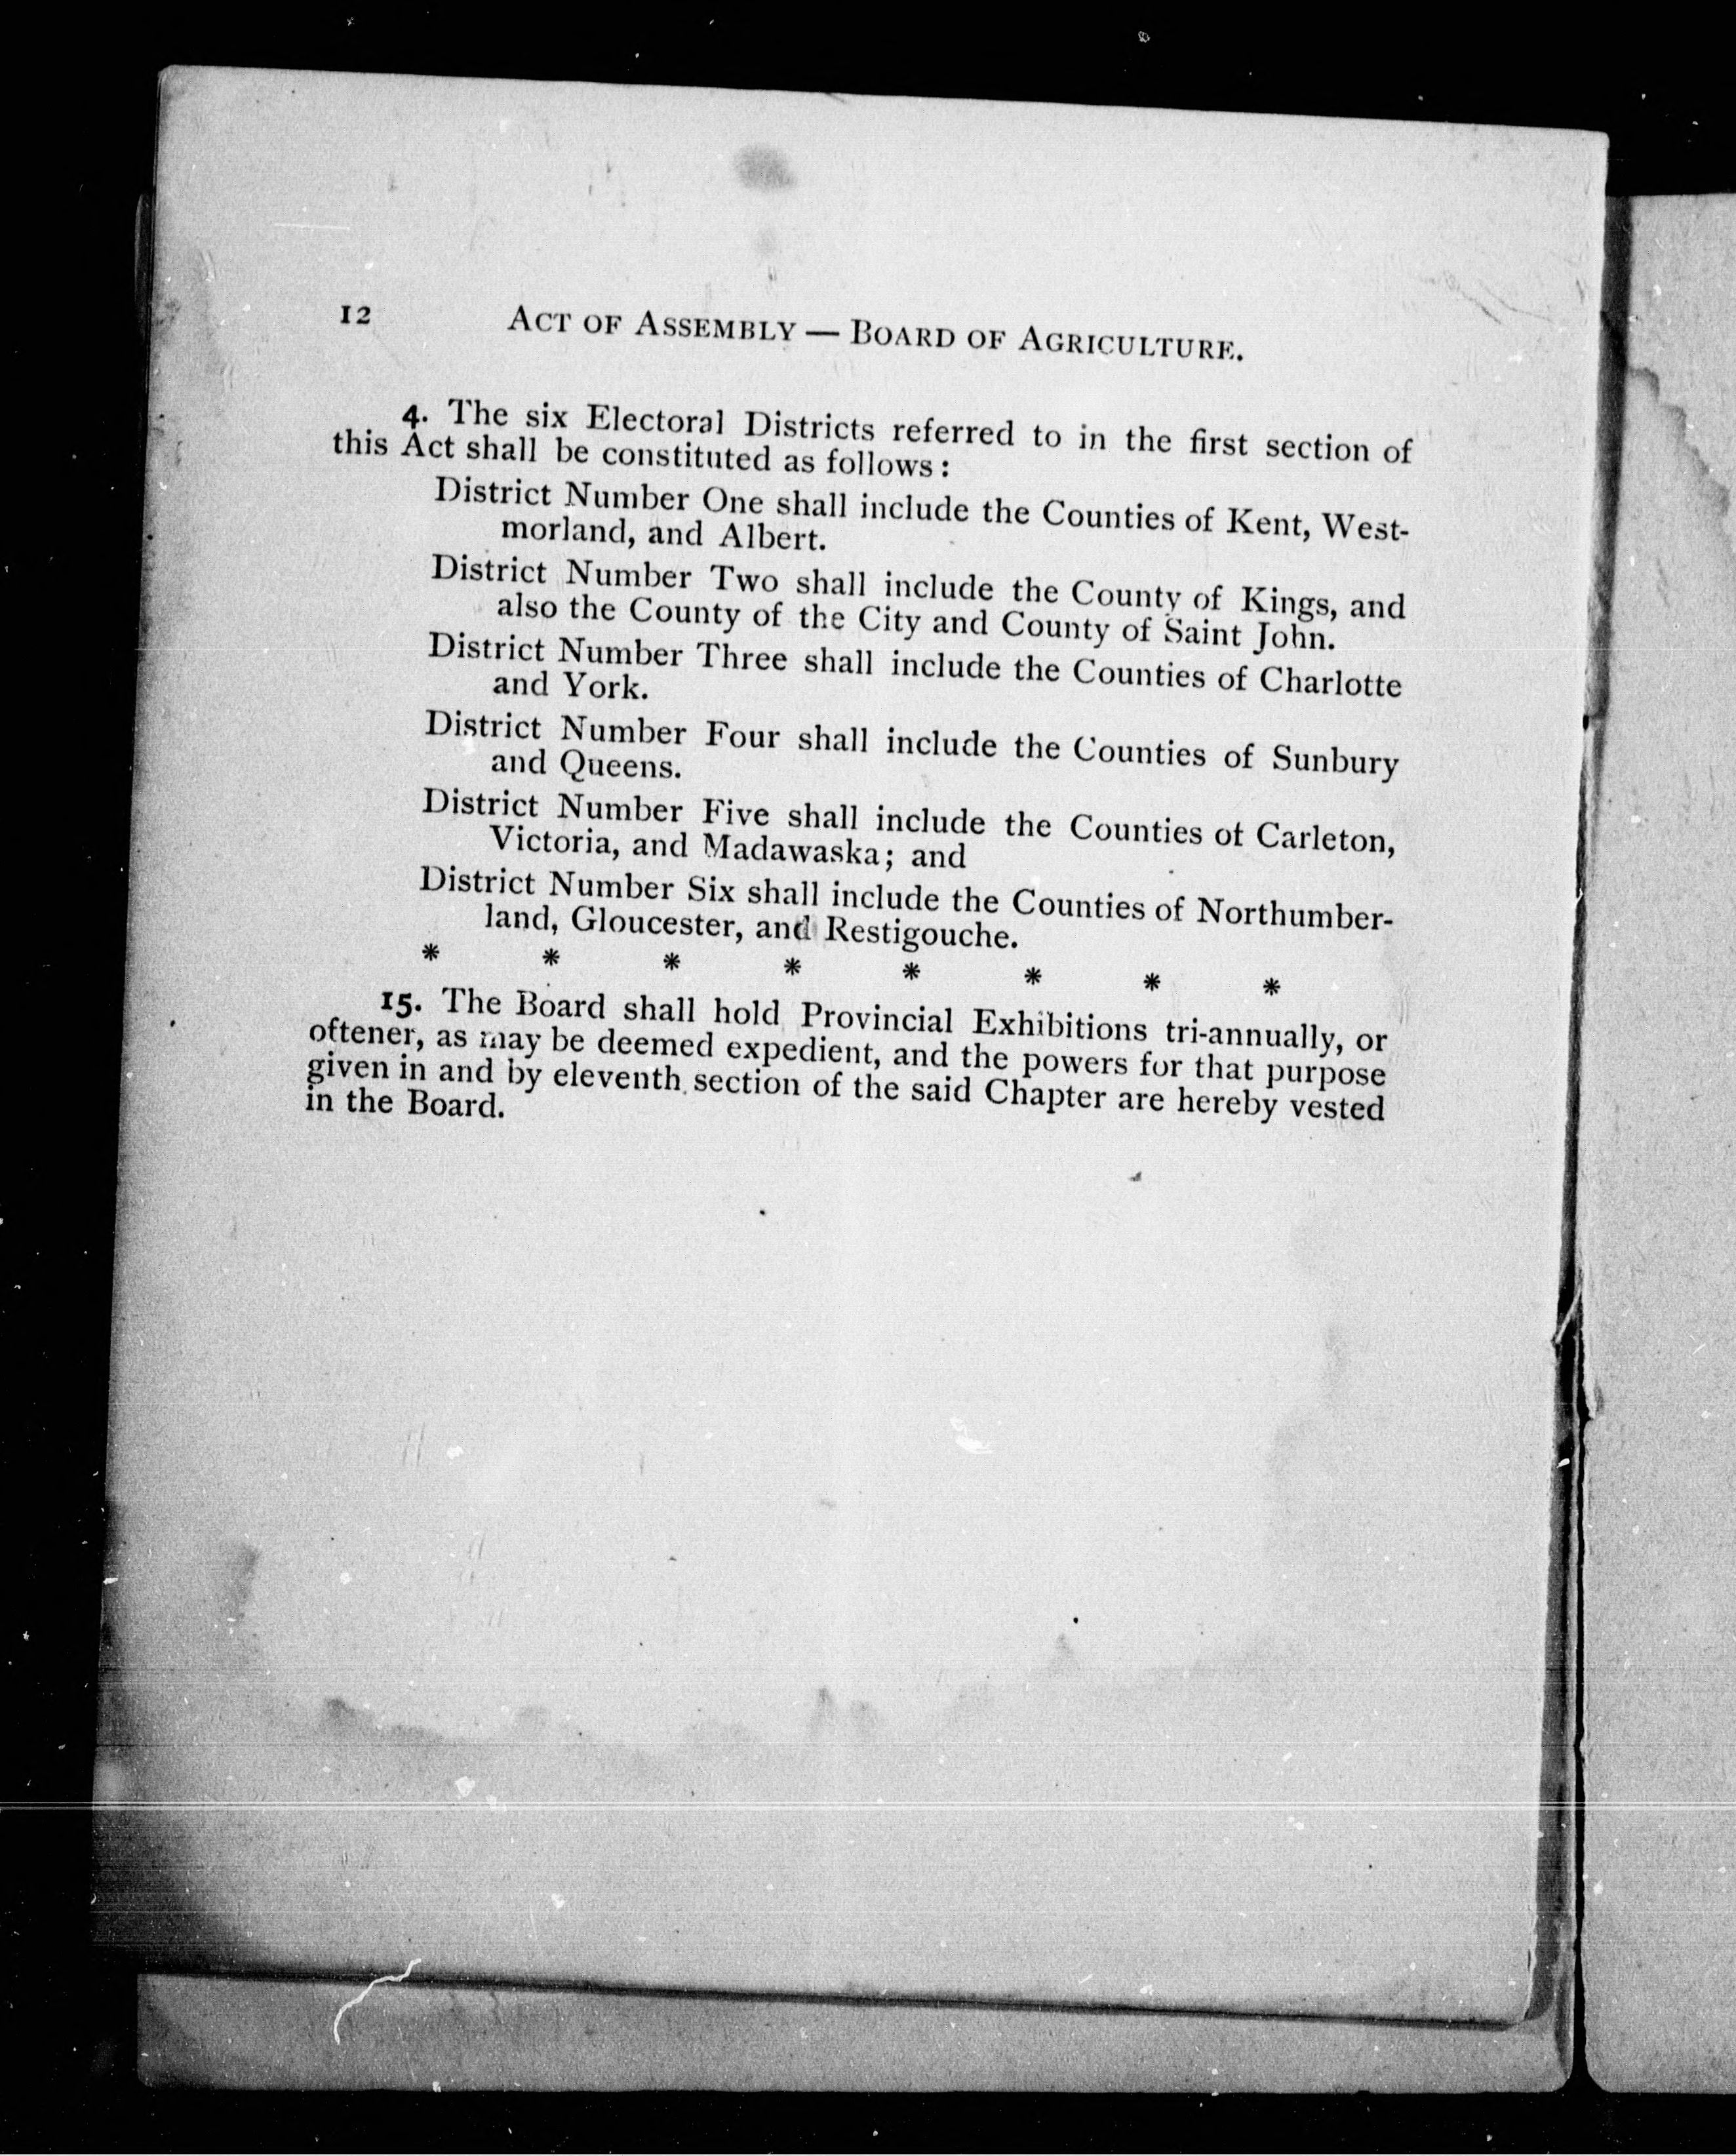 12 ACT OF ASSEMBLY — BOARD OF AGRICULTURE.
4. The six Electoral Districts referred to in the first section of
this Act shall be constituted as follows:
District Number One shall include the Counties of Kent, West-
morland, and Albert.
District Number Two shall include the County of Kings, and
also the County of the City and County of Saint John.
District Number Three shall include the Counties of Charlotte
and York.
District Number Four shall include the Counties of Sunbury
and Queens.
District Number Five shall include the Counties of Carleton,
Victoria, and Madawaska; and
District Number Six shall include the Counties of Northumber-
land, Gloucester, and Restigouche.
* * * * * * * *
15. The Board shall hold Provincial Exhibitions tri-annually, or
oftener, as may be deemed expedient, and the powers for that purpose
given in and by eleventh section of the said Chapter are hereby vested
in the Board.